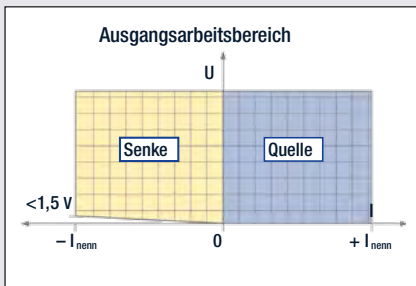 Ausgangsarbeitsbereich
U
Senke
Quelle
<1,5 V
I
– Inenn
0
+ Inenn